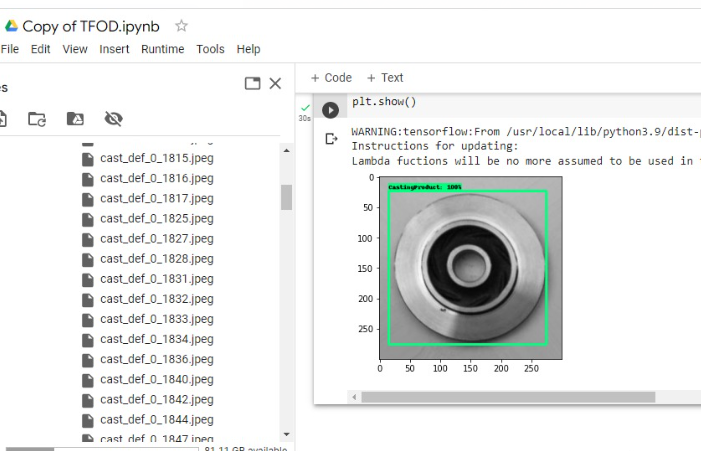 Copy of TFOD.ipynb
File Edit View Insert Runtime Tools Help
s
+ Code + Text
cast_def_0_1815.jpeg
cast_def_0_1816.jpeg
cast_def_0_1817.jpeg
cast_def_0_1825.jpeg
cast_def_0_1827.jpeg
cast_def_0_1828.jpeg
cast_def_0_1831.jpeg
cast_def_0_1832.jpeg
cast_def_0_1833.jpeg
cast_def_0_1834.jpeg
cast_def_0_1836.jpeg
cast_def_0_1840.jpeg
cast_def_0_1842.jpeg
cast_def_0_1844.jpeg
cast_def_0_1847.jpeg
81.11 GB available
30s
plt.show()
WARNING:tensorflow:From /usr/local/lib/python3.9/dist-p
Instructions for updating:
Lambda fuctions will be no more assumed to be used in
CastingProduct: 100%
0
50
100
150
200
250
0 50 100 150 200 250